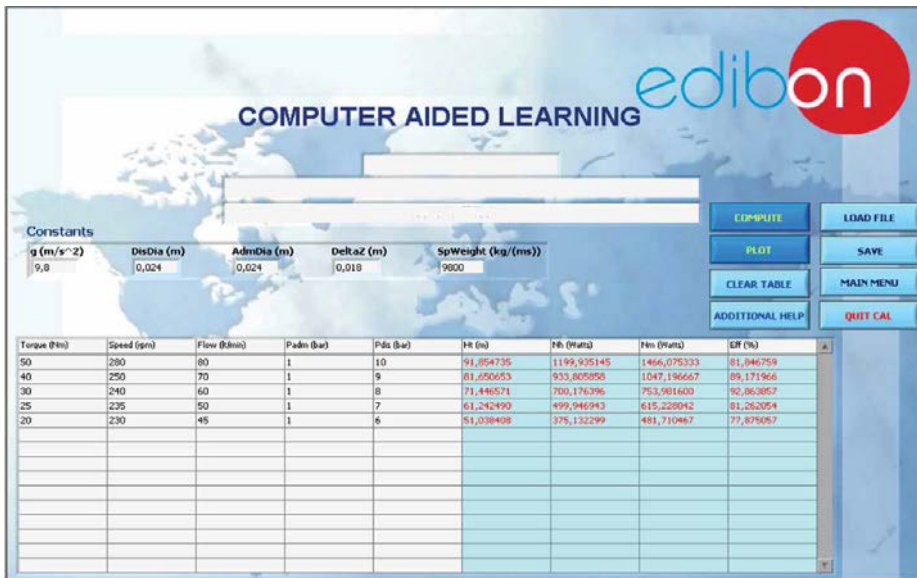 edibon
COMPUTER AIDED LEARNING
COMPUTE LOAD FILE
Constants
g (m/s^2) DisDia (m) AdmDia (m) DeltaZ (m) SpWeight (kg/(ms))
9,8 0,024 0,024 0,018 9800
PLOT SAVE
CLEAR TABLE MAIN MENU
ADDITIONAL HELP QUIT CAL
Torque (Nm) Speed (rpm) Flow (l/min) Padm (bar) Pdis (bar) Ht (m) Nh (Watts) Nm (Watts) Eff (%)
50 280 80 1 10 91,854735 1199,935145 1466,075333 81,846759
40 250 70 1 9 81,650653 933,805858 1047,196667 89,171966
30 240 60 1 8 71,446571 700,176396 753,981600 92,863857
25 235 50 1 7 61,242490 499,946943 615,228042 81,262054
20 230 45 1 6 51,038408 375,132299 481,710467 77,875057